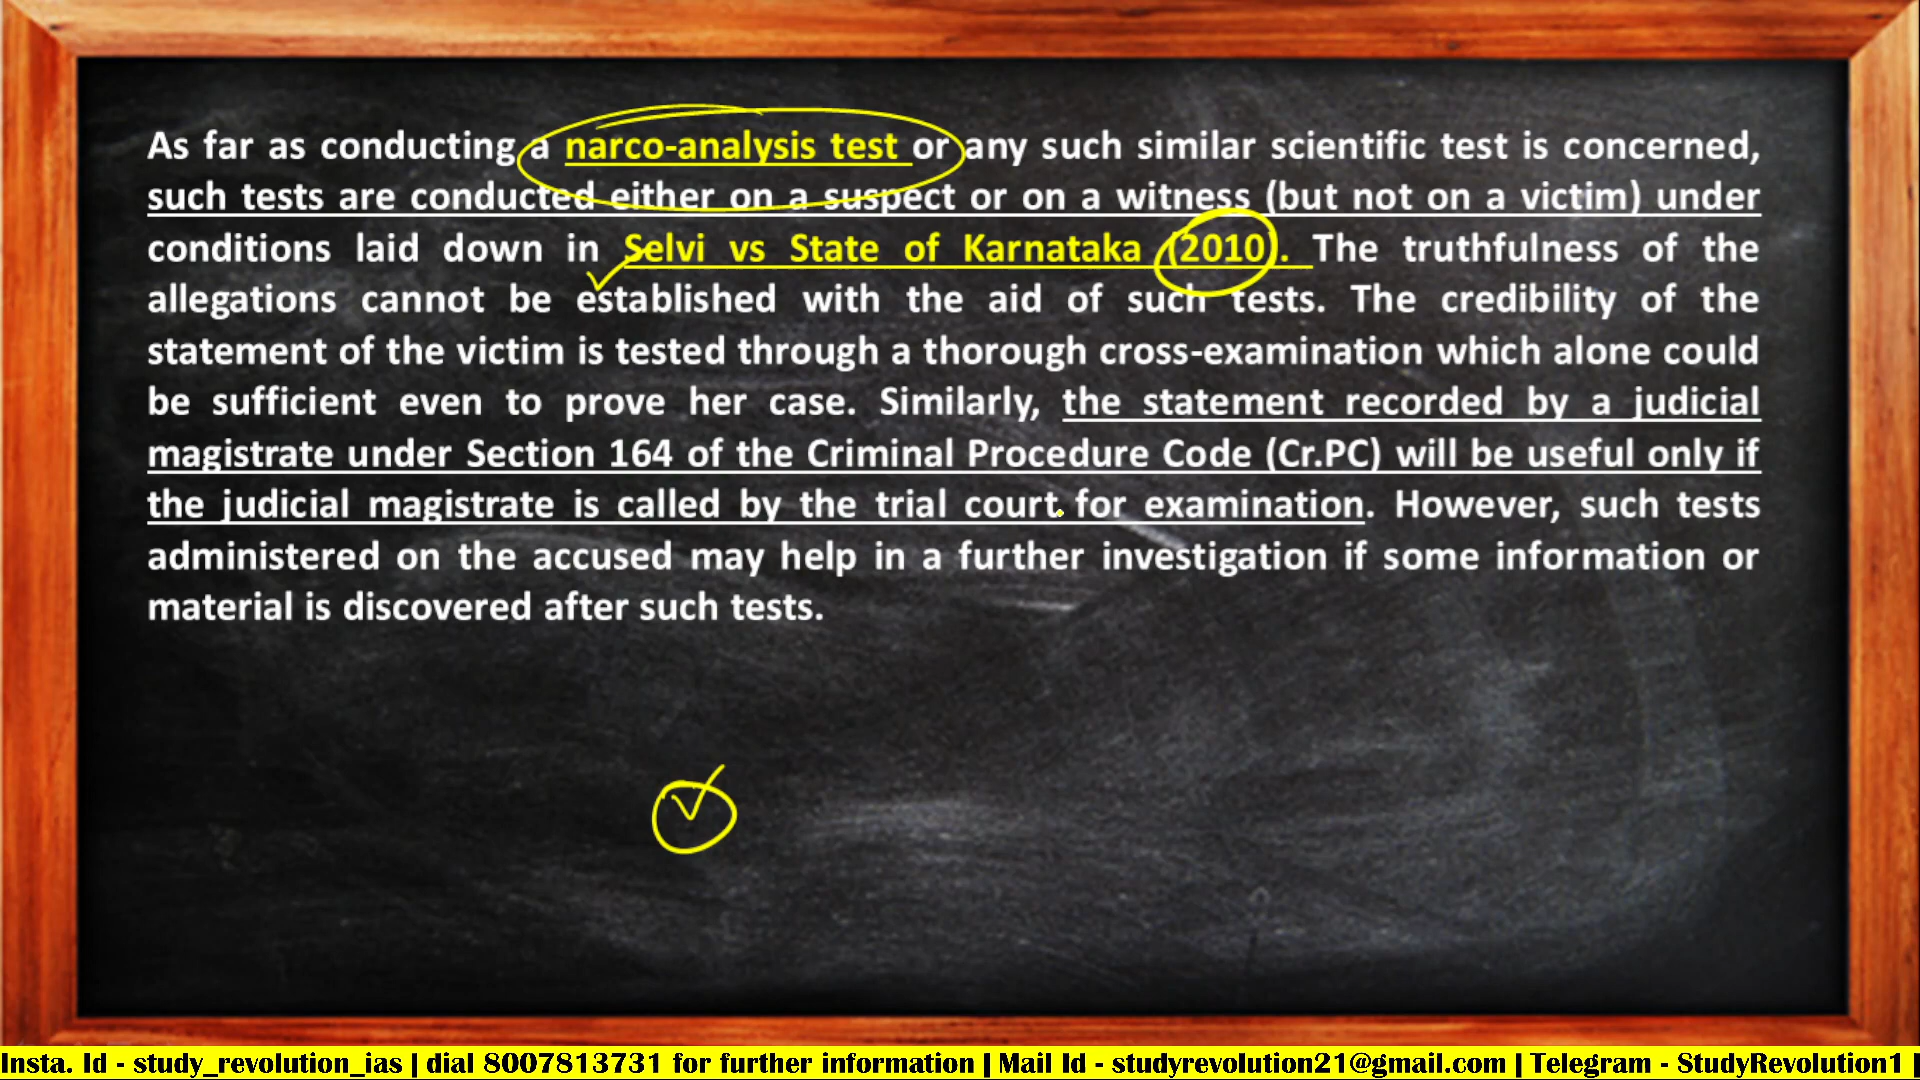 As far as conducting a narco-analysis test or any such similar scientific test is concerned,
such tests are conducted either on a suspect or on a witness (but not on a victim) under
conditions laid down in Selvi vs State of Karnataka (2010). The truthfulness of the
allegations cannot be established with the aid of such tests. The credibility of the
statement of the victim is tested through a thorough cross-examination which alone could
be sufficient even to prove her case. Similarly, the statement recorded by a judicial
magistrate under Section 164 of the Criminal Procedure Code (Cr.PC) will be useful only if
the judicial magistrate is called by the trial court for examination. However, such tests
administered on the accused may help in a further investigation if some information or
material is discovered after such tests.
Insta. Id - study_revolution_ias | dial 8007813731 for further information | Mail Id - studyrevolution21@gmail.com | Telegram - StudyRevolution1 |